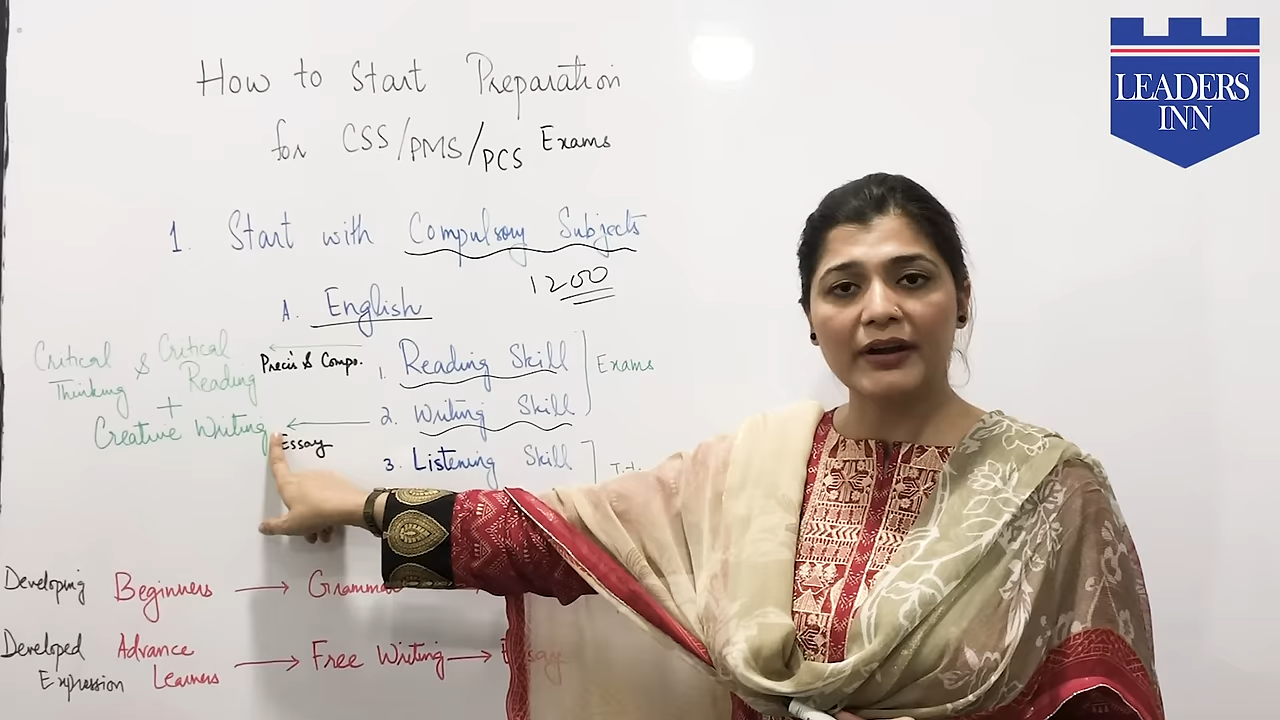 LEADERS
INN
How to Start Preparation
for CSS/PMS/PCS Exams
1. Start with Compulsory Subjects
1200
A. English
Critical Thinking & Critical Reading
+
Creative Writing
Precis & Compo.
1. Reading Skill
Exams
2. Writing Skill
Essay
3. Listening Skill
Developing Beginners → Grammar
Developed Expression Advance Learners → Free Writing → Essay